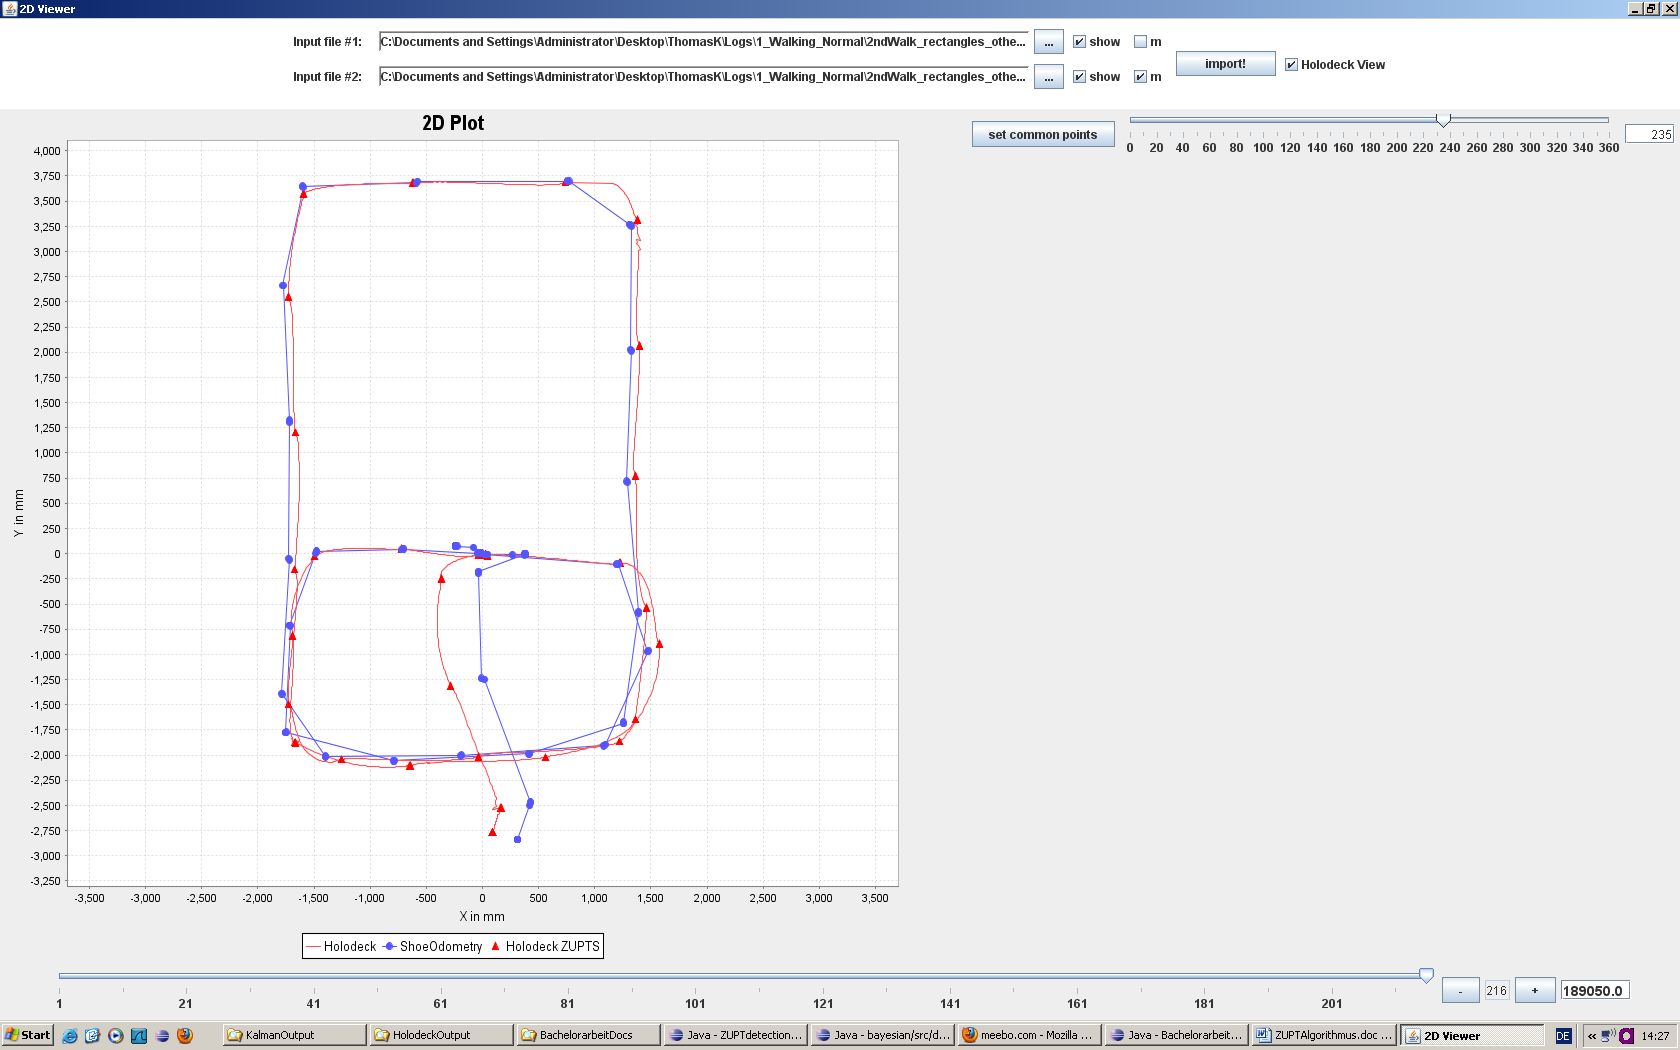 2D Viewer
Input file #1: C:\Documents and Settings\Administrator\Desktop\ThomasK\Logs\1_Walking_Normal\2ndWalk_rectangles_othe... ... show m
import! Holodeck View
Input file #2: C:\Documents and Settings\Administrator\Desktop\ThomasK\Logs\1_Walking_Normal\2ndWalk_rectangles_othe... ... show m
2D Plot
set common points
235
0 20 40 60 80 100 120 140 160 180 200 220 240 260 280 300 320 340 360
4,000
3,750
3,500
3,250
3,000
2,750
2,500
2,250
2,000
1,750
1,500
1,250
1,000
750
500
250
0
-250
-500
-750
-1,000
-1,250
-1,500
-1,750
-2,000
-2,250
-2,500
-2,750
-3,000
-3,250
Y in mm
-3,500 -3,000 -2,500 -2,000 -1,500 -1,000 -500 0 500 1,000 1,500 2,000 2,500 3,000 3,500
X in mm
Holodeck ShoeOdometry Holodeck ZUPTS
- 216 + 189050.0
1 21 41 61 81 101 121 141 161 181 201
Start KalmanOutput HolodeckOutput BachelorarbeitDocs Java - ZUPTdetection... Java - bayesian/src/d... meebo.com - Mozilla ... Java - Bachelorarbeit... ZUPTAlgorithmus.doc ... 2D Viewer DE « 14:27